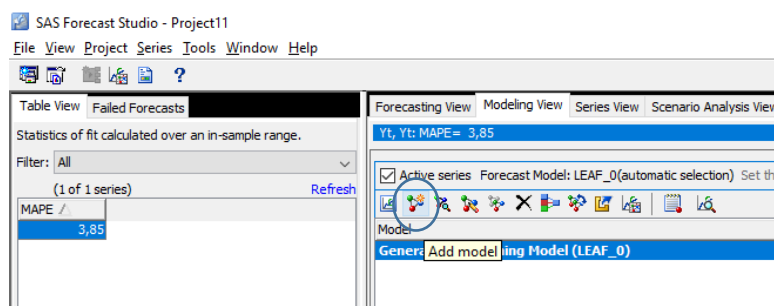 SAS Forecast Studio - Project11
File View Project Series Tools Window Help
?
Table View Failed Forecasts
Statistics of fit calculated over an in-sample range.
Filter: All
(1 of 1 series) Refresh
MAPE
3,85
Forecasting View Modeling View Series View Scenario Analysis View
Yt, Yt: MAPE= 3,85
Active series Forecast Model: LEAF_0(automatic selection) Set th
Model
Genera
Add model
ing Model (LEAF_0)